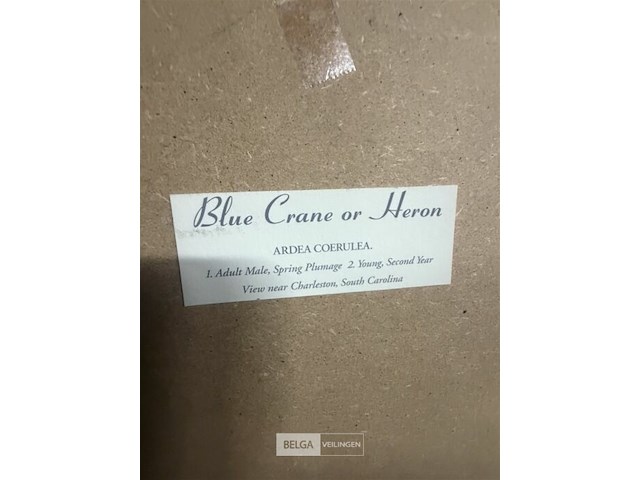 Blue Crane or Heron
ARDEA COERULEA.
1. Adult Male, Spring Plumage 2. Young, Second Year
View near Charleston, South Carolina
BELGA VEILINGEN